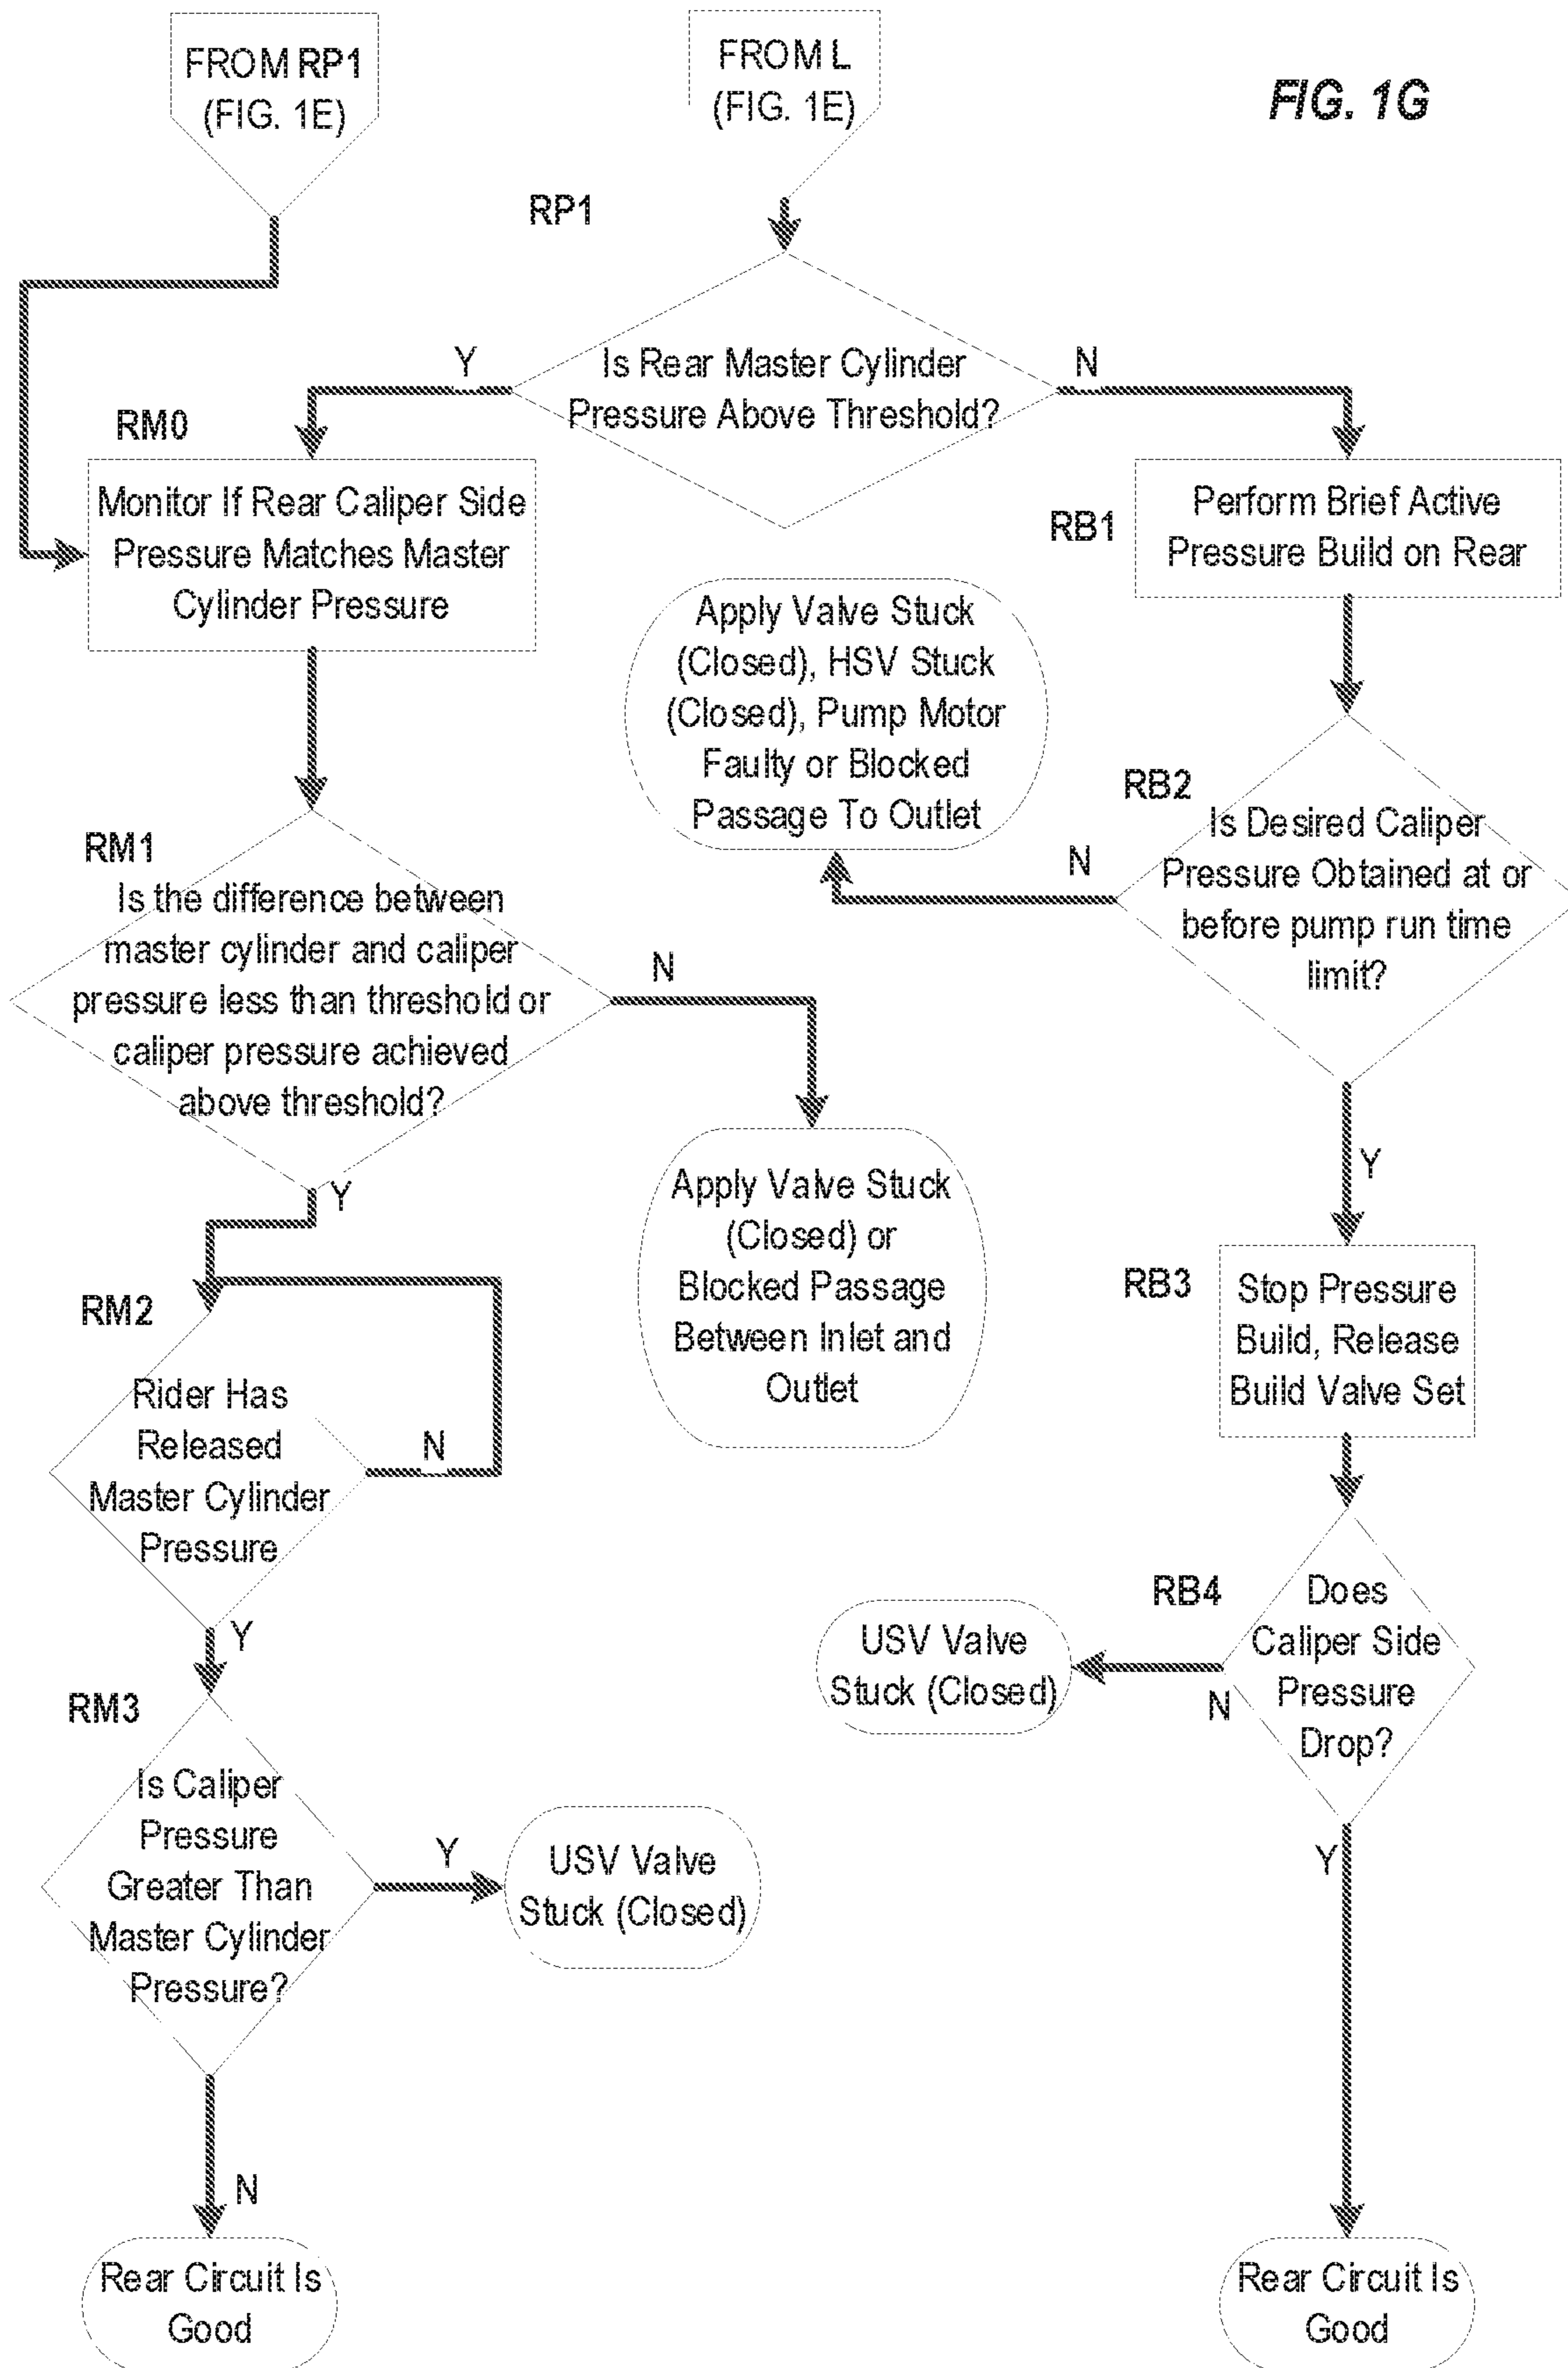 FROM RP1
(FIG. 1E)
FROM L
(FIG. 1E)
FIG. 1G
RP1
Is Rear Master Cylinder
Pressure Above Threshold?
Y
N
RM0
Monitor If Rear Caliper Side
Pressure Matches Master
Cylinder Pressure
RB1
Perform Brief Active
Pressure Build on Rear
Apply Valve Stuck
(Closed), HSV Stuck
(Closed), Pump Motor
Faulty or Blocked
Passage To Outlet
RB2
Is Desired Caliper
Pressure Obtained at or
before pump run time
limit?
N
Y
RM1
Is the difference between
master cylinder and caliper
pressure less than threshold or
caliper pressure achieved
above threshold?
N
Y
Apply Valve Stuck
(Closed) or
Blocked Passage
Between Inlet and
Outlet
RB3
Stop Pressure
Build, Release
Build Valve Set
RM2
Rider Has
Released
Master Cylinder
Pressure
N
Y
RB4
Does
Caliper Side
Pressure
Drop?
N
Y
USV Valve
Stuck (Closed)
RM3
Is Caliper
Pressure
Greater Than
Master Cylinder
Pressure?
Y
N
USV Valve
Stuck (Closed)
Rear Circuit Is
Good
Rear Circuit Is
Good